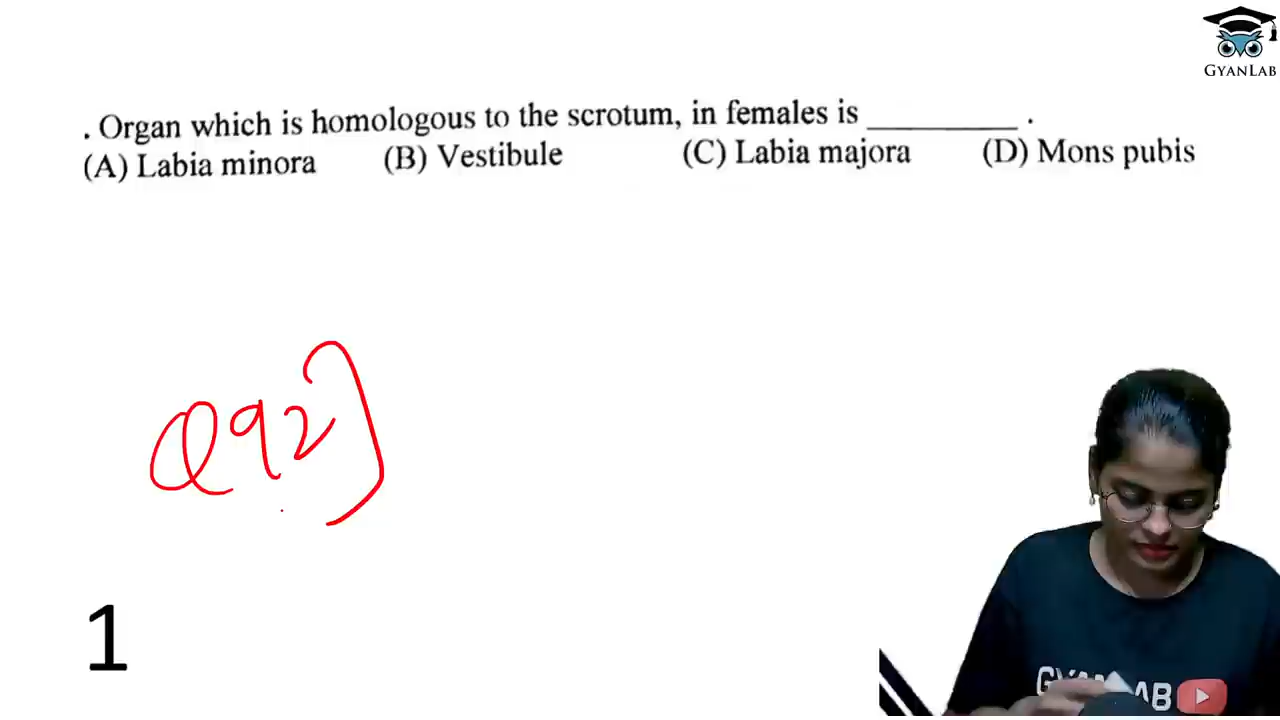 GYANLAB
. Organ which is homologous to the scrotum, in females is _________ .
(A) Labia minora (B) Vestibule (C) Labia majora (D) Mons pubis
Q92)
1